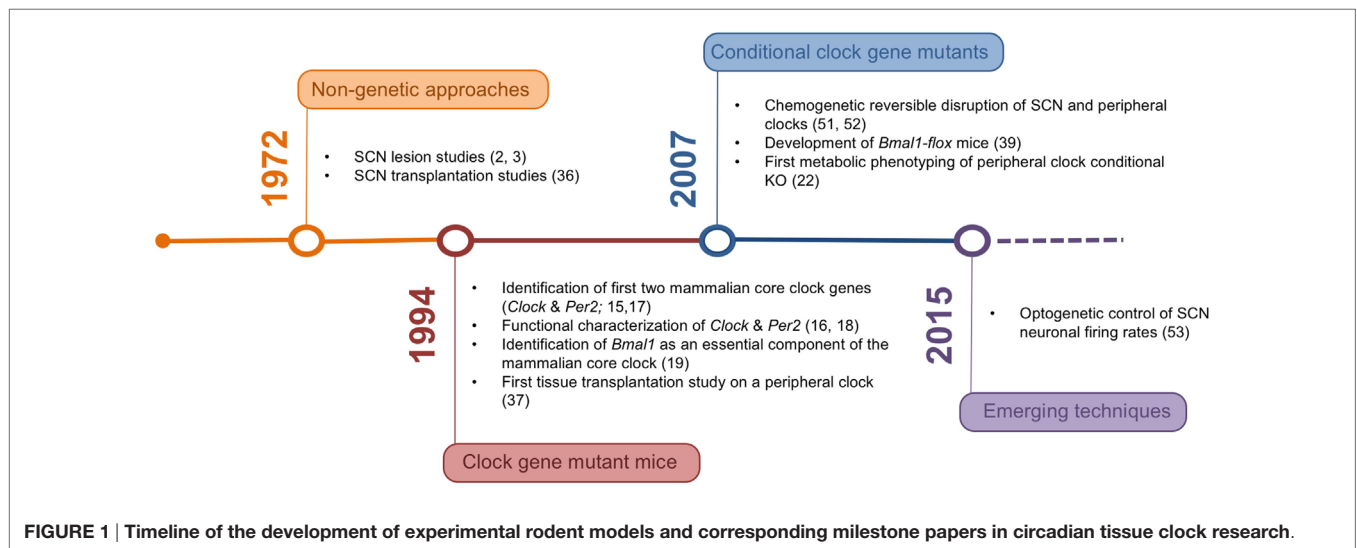 Conditional clock gene mutants
Non-genetic approaches
1972
• SCN lesion studies (2, 3)
• SCN transplantation studies (36)
2007
• Chemogenetic reversible disruption of SCN and peripheral
clocks (51, 52)
• Development of Bmal1-flox mice (39)
• First metabolic phenotyping of peripheral clock conditional
KO (22)
1994
• Identification of first two mammalian core clock genes
(Clock & Per2; 15,17)
• Functional characterization of Clock & Per2 (16, 18)
• Identification of Bmal1 as an essential component of the
mammalian core clock (19)
• First tissue transplantation study on a peripheral clock
(37)
2015
• Optogenetic control of SCN
neuronal firing rates (53)
Emerging techniques
Clock gene mutant mice
FIGURE 1 | Timeline of the development of experimental rodent models and corresponding milestone papers in circadian tissue clock research.